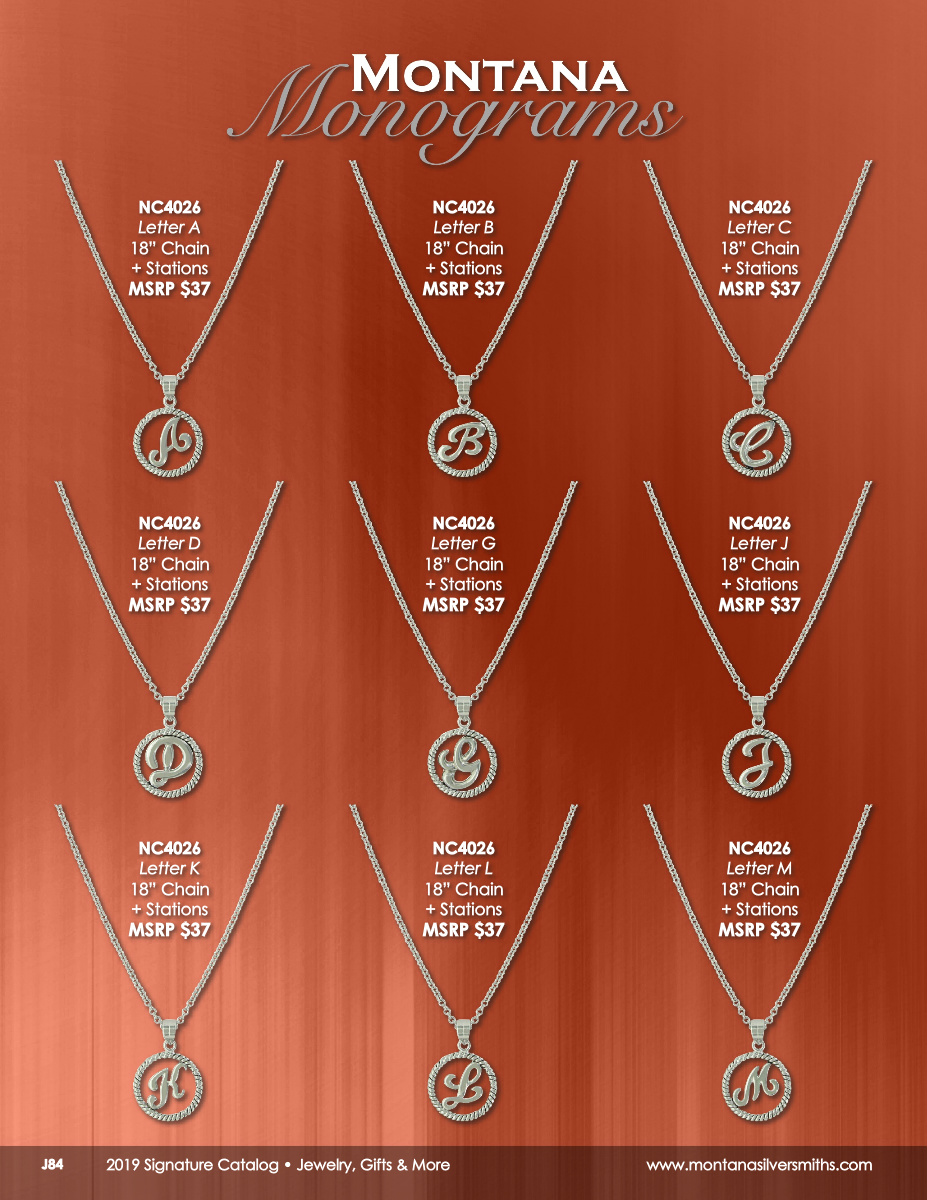 MONTANA
Monograms
NC4026
Letter A
18” Chain
+ Stations
MSRP $37
NC4026
Letter B
18” Chain
+ Stations
MSRP $37
NC4026
Letter C
18” Chain
+ Stations
MSRP $37
A
B
C
NC4026
Letter D
18” Chain
+ Stations
MSRP $37
NC4026
Letter G
18” Chain
+ Stations
MSRP $37
NC4026
Letter J
18” Chain
+ Stations
MSRP $37
D
G
J
NC4026
Letter K
18” Chain
+ Stations
MSRP $37
NC4026
Letter L
18” Chain
+ Stations
MSRP $37
NC4026
Letter M
18” Chain
+ Stations
MSRP $37
K
L
M
J84 2019 Signature Catalog • Jewelry, Gifts & More www.montanasilversmiths.com